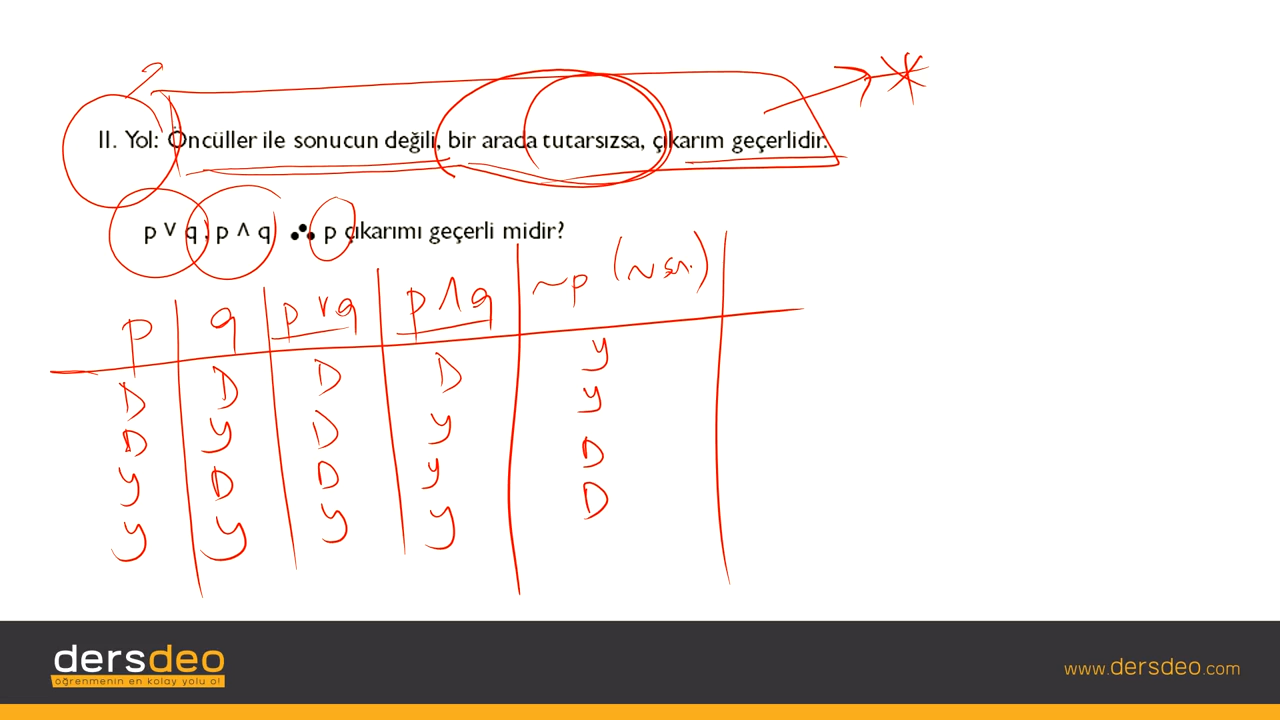 II. Yol: Öncüller ile sonucun değili, bir arada tutarsızsa, çıkarım geçerlidir.
p ∨ q, p ∧ q ∴ p çıkarımı geçerli midir?
p q p ∨ q p ∧ q ~p (~sn.)
D D D D Y
D Y D Y Y
Y D D Y D
Y Y Y Y D
dersdeo
öğrenmenin en kolay yolu o!
www.dersdeo.com